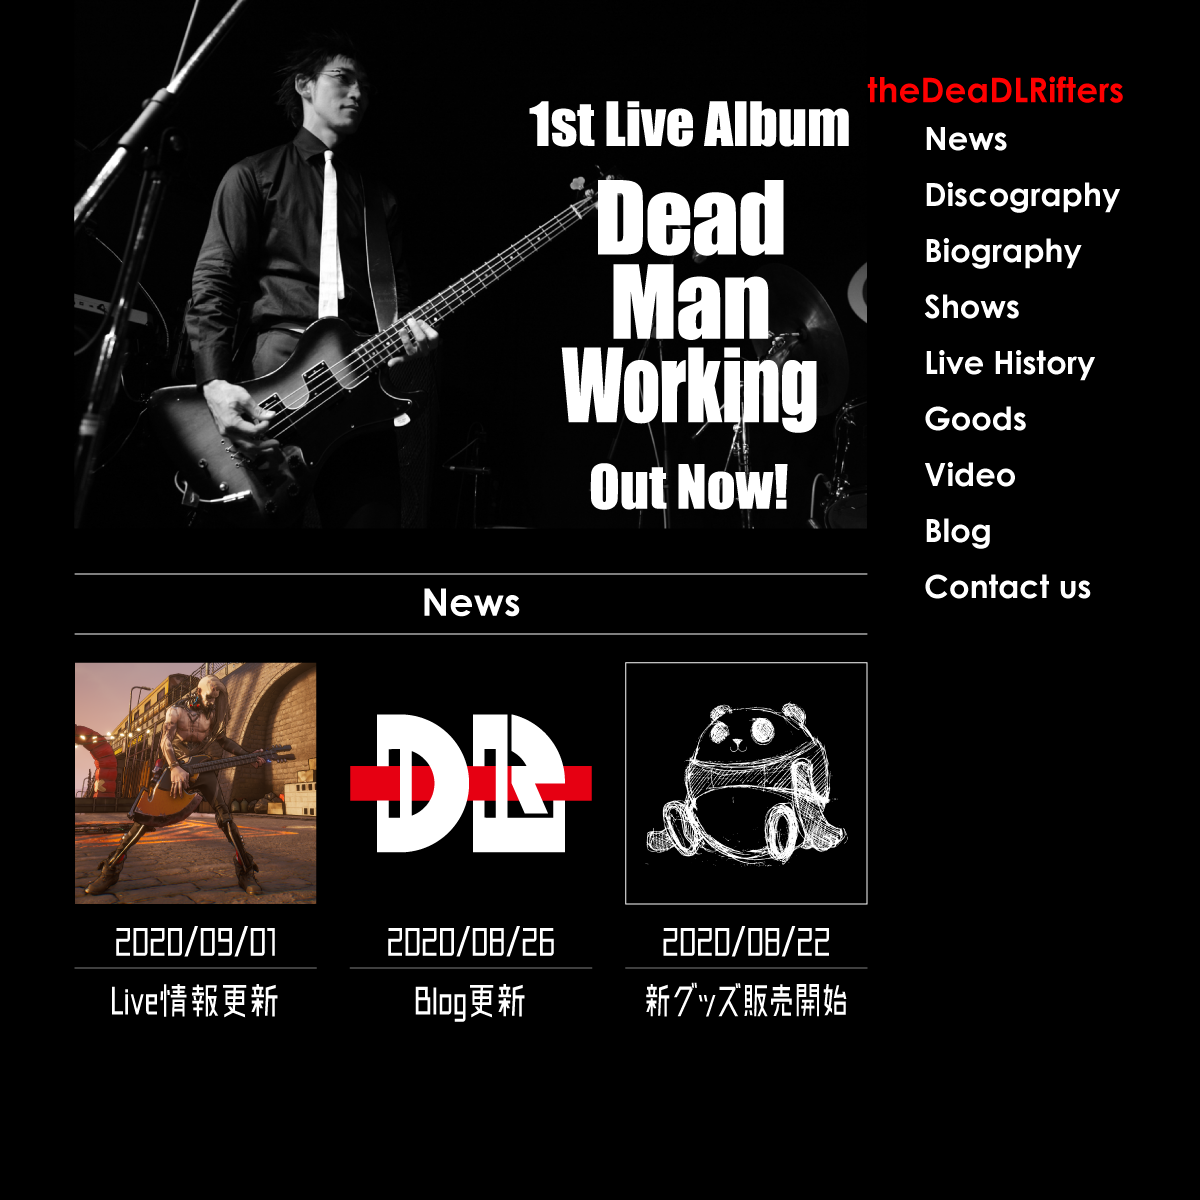 1st Live Album
Dead
Man
Working
Out Now!
theDeaDLRifters
News
Discography
Biography
Shows
Live History
Goods
Video
Blog
Contact us
News
DLR
2020/09/01
2020/08/26
2020/08/22
Live情報更新
Blog更新
新グッズ販売開始